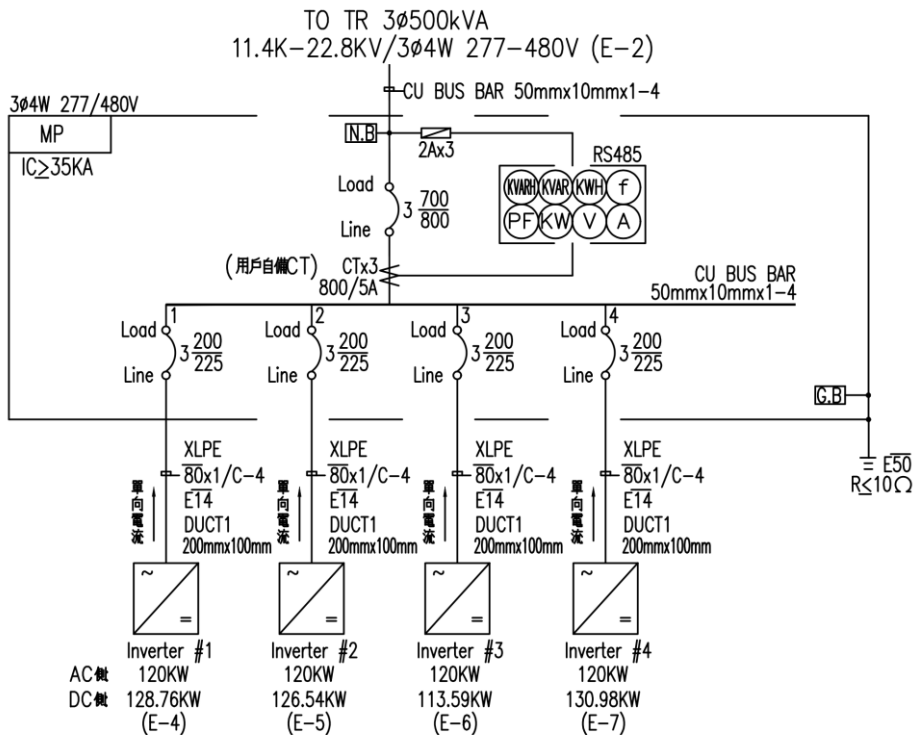 TO TR 3ø500kVA
11.4K-22.8KV/3ø4W 277-480V (E-2)
CU BUS BAR 50mmx10mmx1-4
3ø4W 277/480V
MP
IC≥35KA
N.B
2Ax3
RS485
KVARH KVAR KWH f
PF KW V A
Load
3 700/800
Line
(用戶自備CT)
CTx3
800/5A
CU BUS BAR
50mmx10mmx1-4
1 2 3 4
Load Load Load Load
3 200/225 3 200/225 3 200/225 3 200/225
Line Line Line Line
G.B
E50
R≤10Ω
XLPE XLPE XLPE XLPE
80x1/C-4 80x1/C-4 80x1/C-4 80x1/C-4
E14 E14 E14 E14
DUCT1 DUCT1 DUCT1 DUCT1
200mmx100mm 200mmx100mm 200mmx100mm 200mmx100mm
單向電流 單向電流 單向電流 單向電流
~ = ~ = ~ = ~ =
Inverter #1 Inverter #2 Inverter #3 Inverter #4
AC側 120KW 120KW 120KW 120KW
DC側 128.76KW 126.54KW 113.59KW 130.98KW
(E-4) (E-5) (E-6) (E-7)